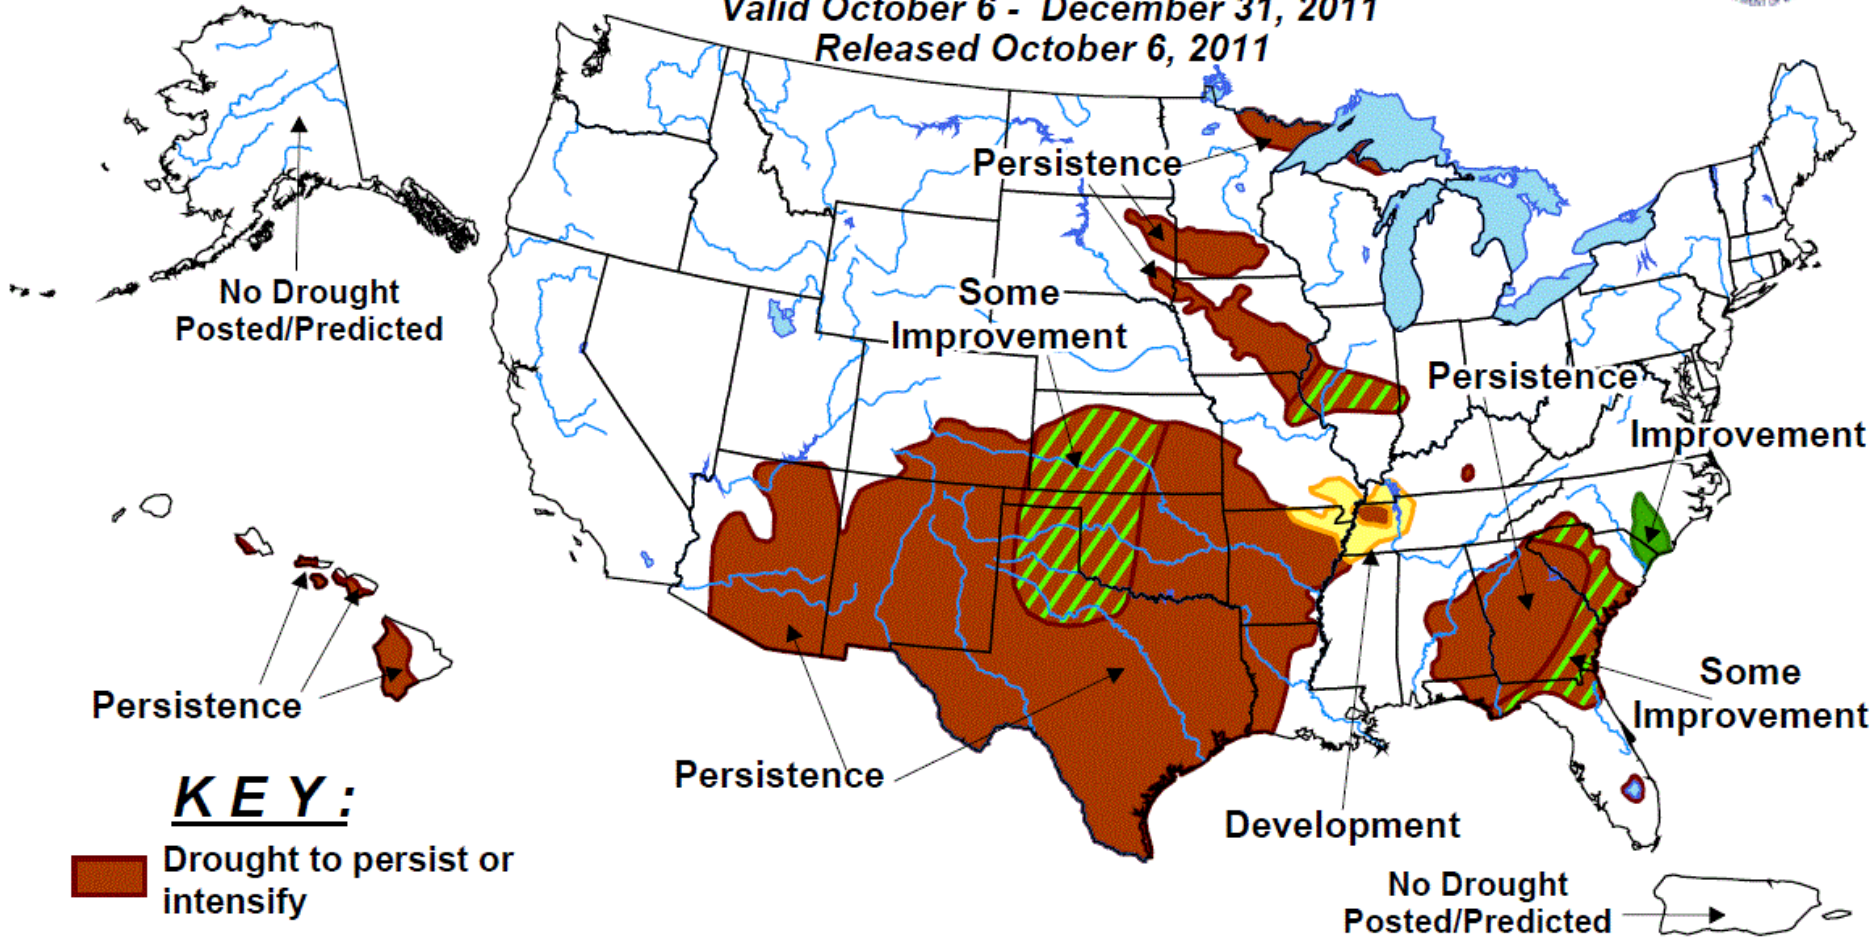 Valid October 6 - December 31, 2011
Released October 6, 2011
Persistence
No Drought
Posted/Predicted
Some
Improvement
Persistence
Improvement
Some
Improvement
Persistence
Persistence
Development
KEY:
Drought to persist or
intensify
No Drought
Posted/Predicted